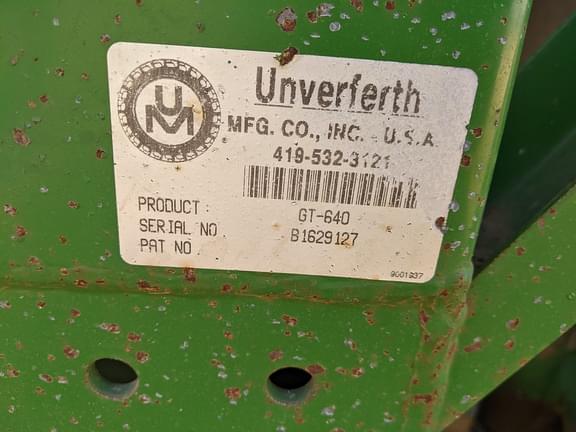 UM
Unverferth
MFG. CO., INC. - U.S.A.
419-532-3121
PRODUCT : GT-640
SERIAL NO B1629127
PAT NO
9001937